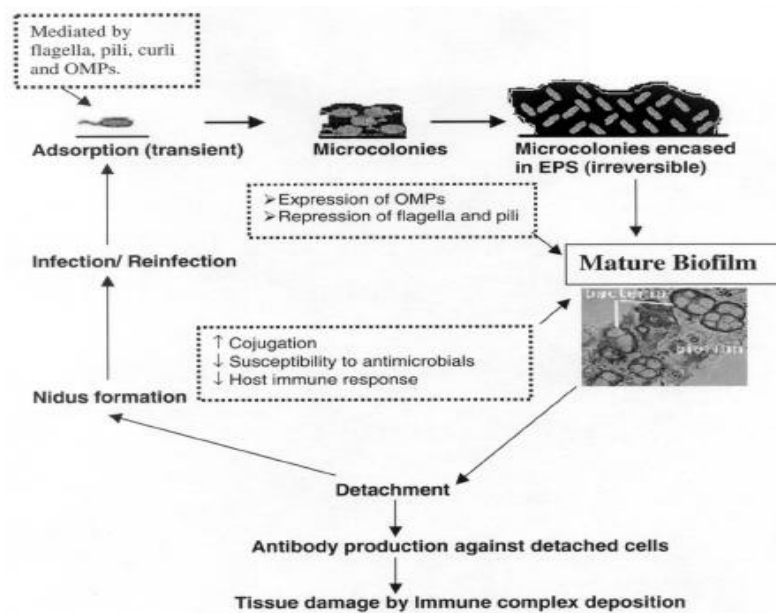 Mediated by
flagella, pili, curli
and OMPs.
Adsorption (transient)
Microcolonies
Microcolonies encased
in EPS (irreversible)
➢Expression of OMPs
➢Repression of flagella and pili
Infection/ Reinfection
Mature Biofilm
bacteria
biofilm
↑ Cojugation
↓ Susceptibility to antimicrobials
↓ Host immune response
Nidus formation
Detachment
Antibody production against detached cells
Tissue damage by Immune complex deposition